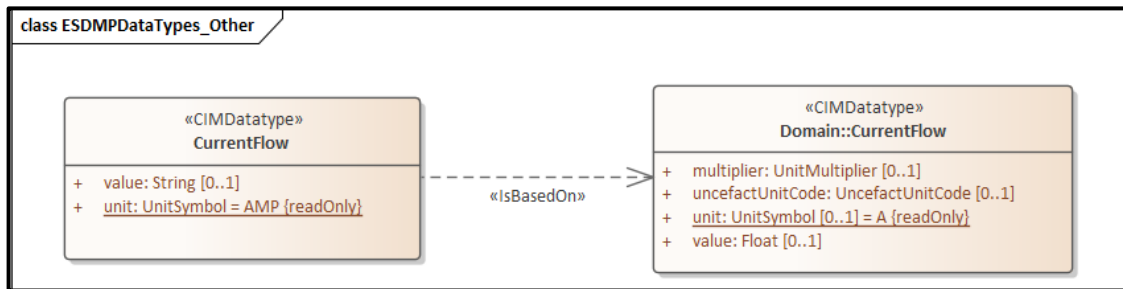 class ESDMPDataTypes_Other
«CIMDatatype»
CurrentFlow
+ value: String [0..1]
+ unit: UnitSymbol = AMP {readOnly}
«IsBasedOn»
«CIMDatatype»
Domain::CurrentFlow
+ multiplier: UnitMultiplier [0..1]
+ uncefactUnitCode: UncefactUnitCode [0..1]
+ unit: UnitSymbol [0..1] = A {readOnly}
+ value: Float [0..1]